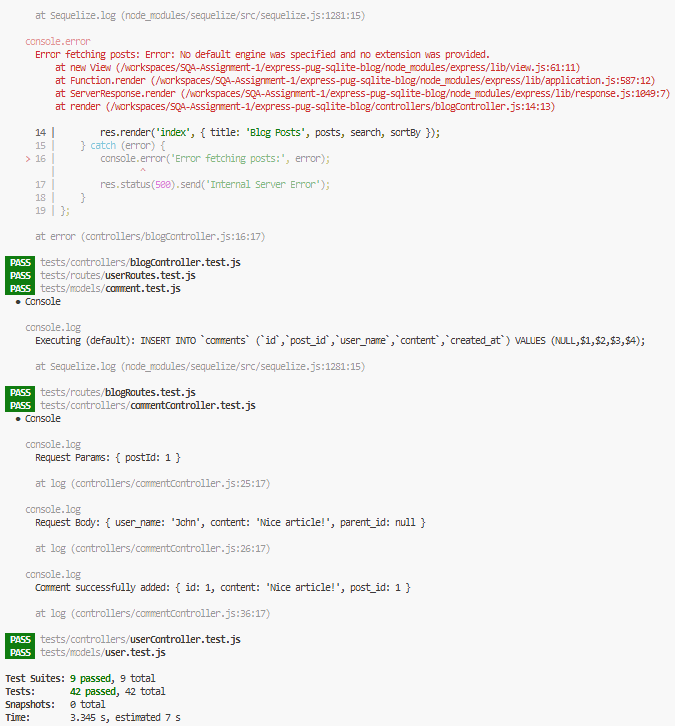 at Sequelize.log (node_modules/sequelize/src/sequelize.js:1281:15)
console.error
Error fetching posts: Error: No default engine was specified and no extension was provided.
at new View (/workspaces/SQA-Assignment-1/express-pug-sqlite-blog/node_modules/express/lib/view.js:61:11)
at Function.render (/workspaces/SQA-Assignment-1/express-pug-sqlite-blog/node_modules/express/lib/application.js:587:12)
at ServerResponse.render (/workspaces/SQA-Assignment-1/express-pug-sqlite-blog/node_modules/express/lib/response.js:1049:7)
at render (/workspaces/SQA-Assignment-1/express-pug-sqlite-blog/controllers/blogController.js:14:13)
14 | res.render('index', { title: 'Blog Posts', posts, search, sortBy });
15 | } catch (error) {
> 16 | console.error('Error fetching posts:', error);
| ^
17 | res.status(500).send('Internal Server Error');
18 | }
19 | };
at error (controllers/blogController.js:16:17)
PASS tests/controllers/blogController.test.js
PASS tests/routes/userRoutes.test.js
PASS tests/models/comment.test.js
● Console
console.log
Executing (default): INSERT INTO `comments` (`id`,`post_id`,`user_name`,`content`,`created_at`) VALUES (NULL,$1,$2,$3,$4);
at Sequelize.log (node_modules/sequelize/src/sequelize.js:1281:15)
PASS tests/routes/blogRoutes.test.js
PASS tests/controllers/commentController.test.js
● Console
console.log
Request Params: { postId: 1 }
at log (controllers/commentController.js:25:17)
console.log
Request Body: { user_name: 'John', content: 'Nice article!', parent_id: null }
at log (controllers/commentController.js:26:17)
console.log
Comment successfully added: { id: 1, content: 'Nice article!', post_id: 1 }
at log (controllers/commentController.js:36:17)
PASS tests/controllers/userController.test.js
PASS tests/models/user.test.js
Test Suites: 9 passed, 9 total
Tests: 42 passed, 42 total
Snapshots: 0 total
Time: 3.345 s, estimated 7 s